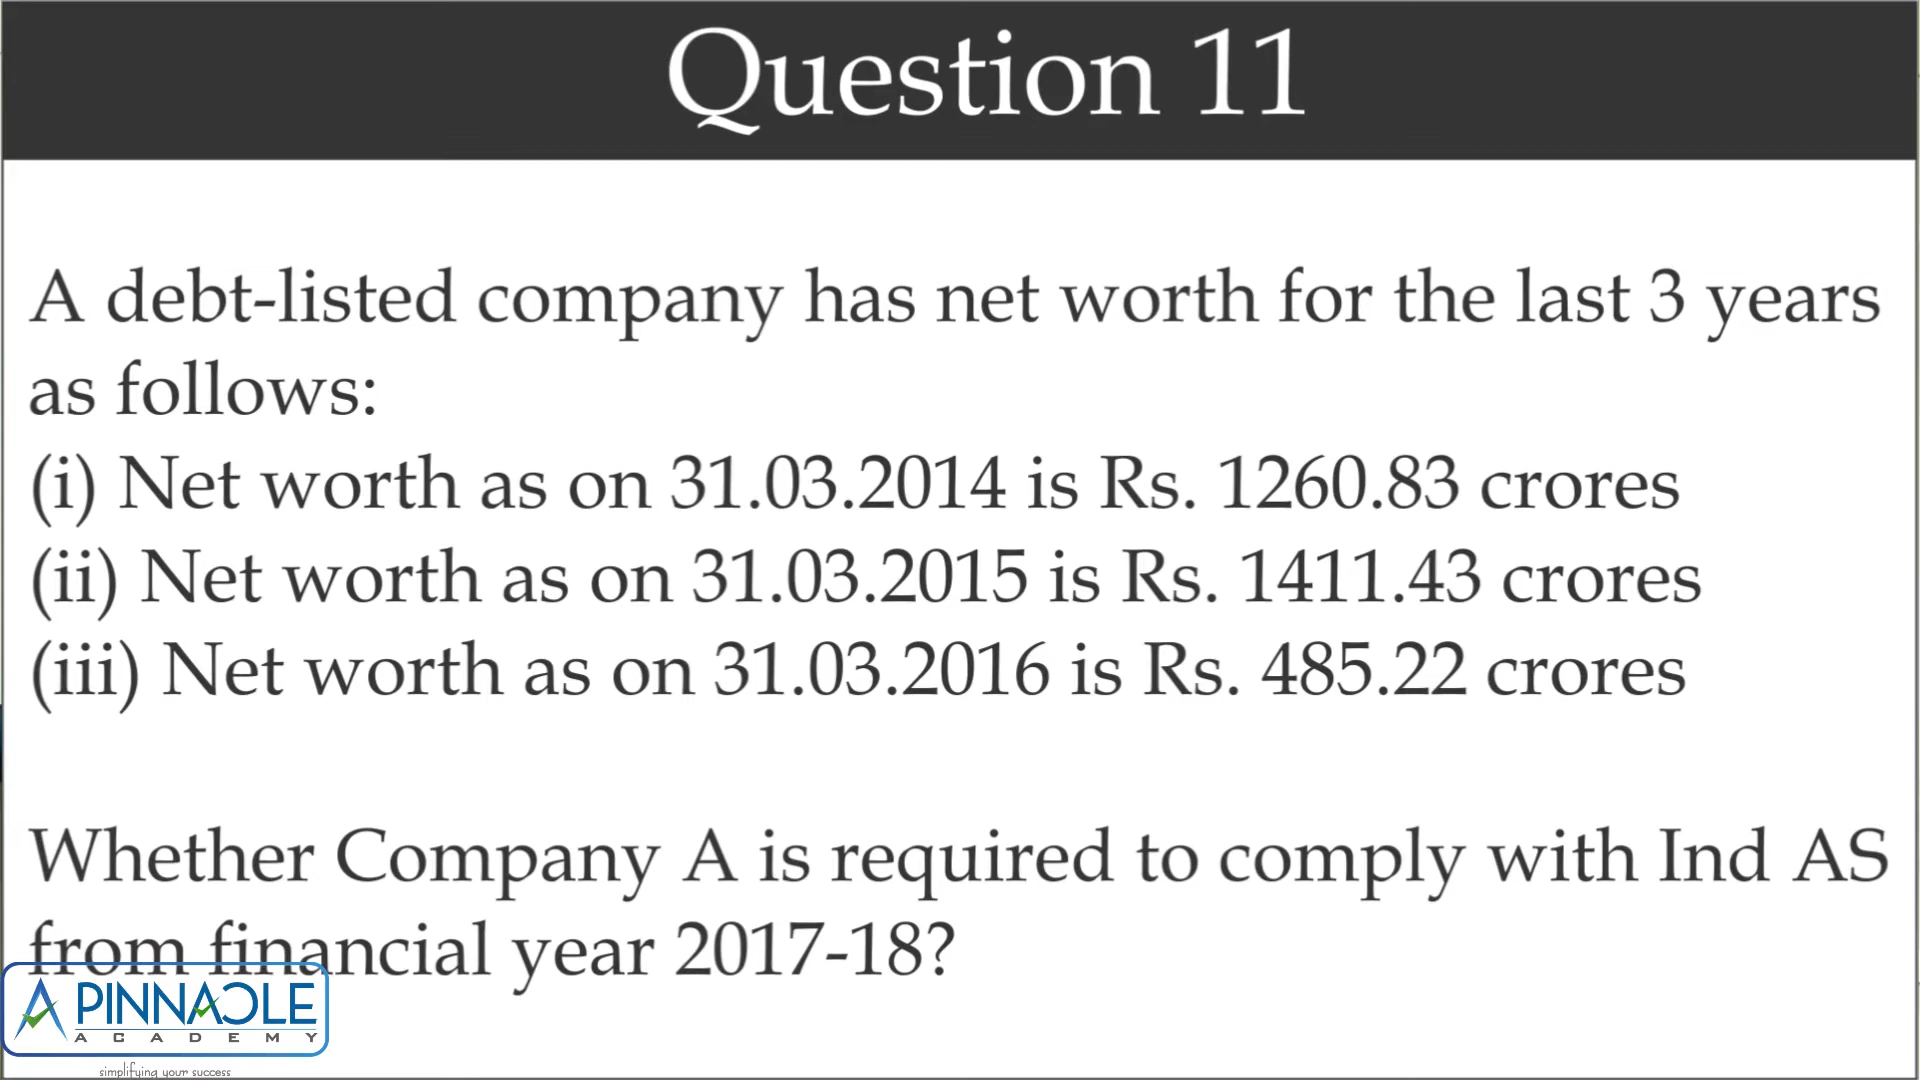 Question 11
A debt-listed company has net worth for the last 3 years
as follows:
(i) Net worth as on 31.03.2014 is Rs. 1260.83 crores
(ii) Net worth as on 31.03.2015 is Rs. 1411.43 crores
(iii) Net worth as on 31.03.2016 is Rs. 485.22 crores
Whether Company A is required to comply with Ind AS
from financial year 2017-18?
PINNACLE
ACADEMY
simplifying your success